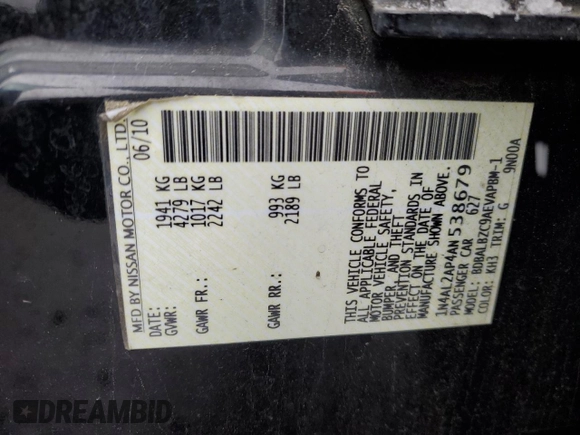 MFD BY NISSAN MOTOR CO., LTD.
DATE: 06/10
GVWR: 1941 KG
4279 LB
GAWR FR.: 1017 KG
2242 LB
GAWR RR: 993 KG
2189 LB
THIS VEHICLE CONFORMS TO
ALL APPLICABLE FEDERAL
MOTOR VEHICLE SAFETY,
BUMPER, AND THEFT
PREVENTION STANDARDS IN
EFFECT ON THE DATE OF
MANUFACTURE SHOWN ABOVE.
1N4AL2AP4AN538679
PASSENGER CAR 627
MODEL: BDBALBZC9AEVAPBM-1
COLOR: KH3 TRIM: G 9N00A
DREAMBID